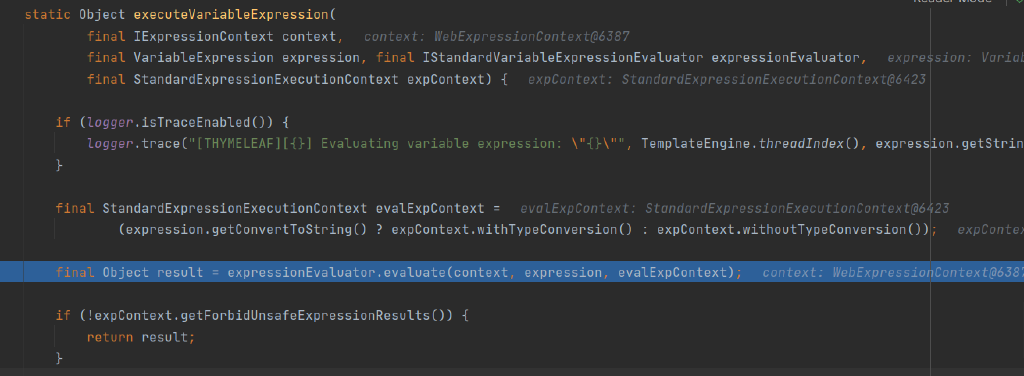 static Object executeVariableExpression(
final IExpressionContext context,   context: WebExpressionContext@6387
final VariableExpression expression, final IStandardVariableExpressionEvaluator expressionEvaluator,   expression: Varial
final StandardExpressionExecutionContext expContext) {   expContext: StandardExpressionExecutionContext@6423
if (logger.isTraceEnabled()) {
logger.trace("[THYMELEAF][{}] Evaluating variable expression: \"{}\"", TemplateEngine.threadIndex(), expression.getStrin
}
final StandardExpressionExecutionContext evalExpContext =   evalExpContext: StandardExpressionExecutionContext@6423
(expression.getConvertToString() ? expContext.withTypeConversion() : expContext.withoutTypeConversion());   expContex
final Object result = expressionEvaluator.evaluate(context, expression, evalExpContext);   context: WebExpressionContext@638
if (!expContext.getForbidUnsafeExpressionResults()) {
return result;
}